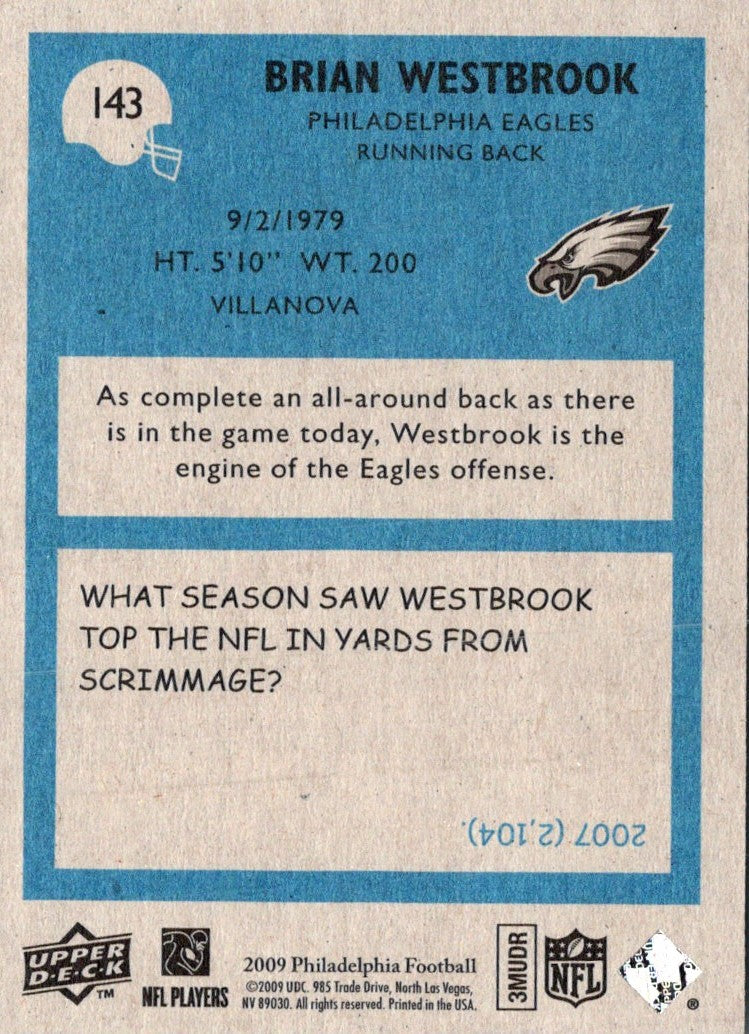 143
BRIAN WESTBROOK
PHILADELPHIA EAGLES
RUNNING BACK
9/2/1979
HT. 5'10" WT. 200
VILLANOVA
As complete an all-around back as there
is in the game today, Westbrook is the
engine of the Eagles offense.
WHAT SEASON SAW WESTBROOK
TOP THE NFL IN YARDS FROM
SCRIMMAGE?
2007 (2,104).
UPPER
D·E·C·K
TM
NFL PLAYERS
2009 Philadelphia Football
©2009 UDC. 985 Trade Drive, North Las Vegas,
NV 89030. All rights reserved. Printed in the USA.
3MUDR
NFL
®